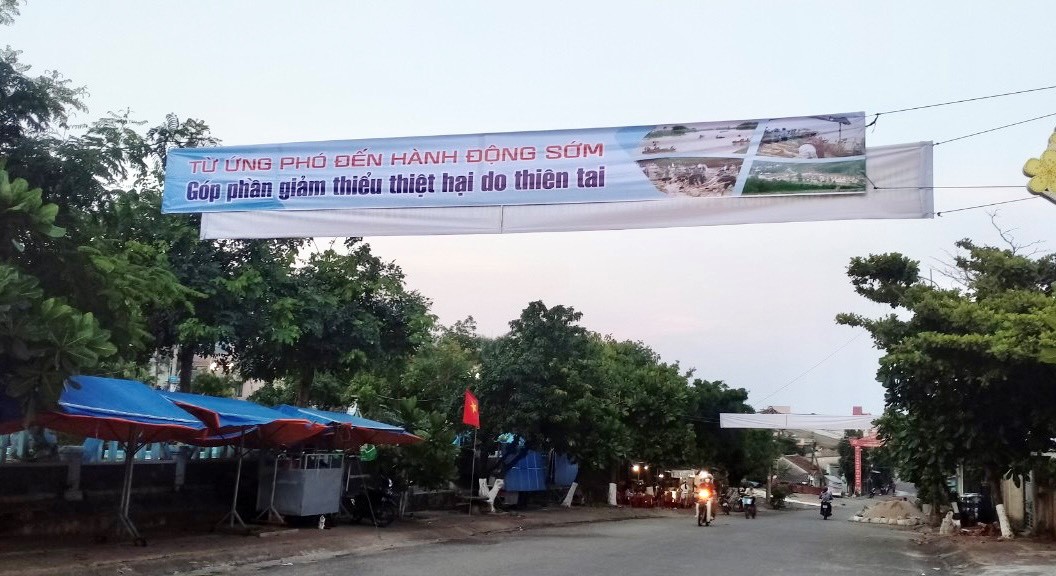 TỪ ỨNG PHÓ ĐẾN HÀNH ĐỘNG SỚM
Góp phần giảm thiểu thiệt hại do thiên tai